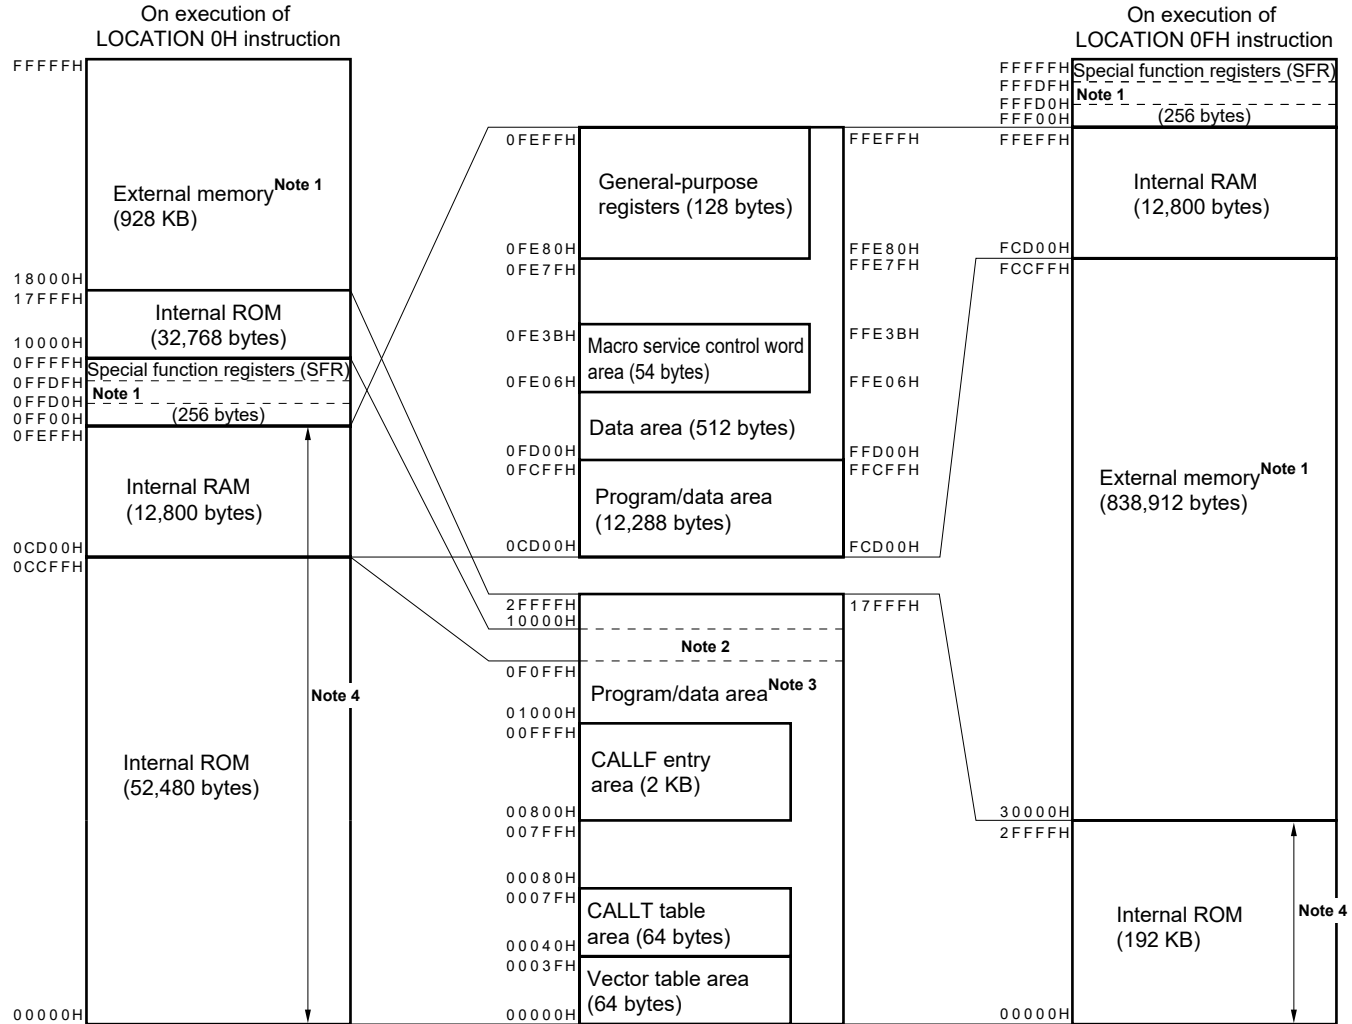 On execution of
LOCATION 0H instruction
FFFFFH
External memory Note 1
(928 KB)
18000H
17FFFH
Internal ROM
(32,768 bytes)
10000H
0FFFFH
Special function registers (SFR)
0FFDFH
Note 1
0FFD0H
0FF00H
(256 bytes)
0FEFFH
Internal RAM
(12,800 bytes)
0CD00H
0CCFFH
Note 4
Internal ROM
(52,480 bytes)
00000H
0FEFFH
FFEFFH
General-purpose
registers (128 bytes)
0FE80H
FFE80H
0FE7FH
FFE7FH
0FE3BH
FFE3BH
Macro service control word
area (54 bytes)
0FE06H
FFE06H
Data area (512 bytes)
0FD00H
FFD00H
0FCFFH
FFCFFH
Program/data area
(12,288 bytes)
0CD00H
FCD00H
2FFFFH
17FFFH
10000H
Note 2
0F0FFH
Program/data area Note 3
01000H
00FFFH
CALLF entry
area (2 KB)
00800H
007FFH
00080H
0007FH
CALLT table
area (64 bytes)
00040H
0003FH
Vector table area
(64 bytes)
00000H
On execution of
LOCATION 0FH instruction
FFFFFH
Special function registers (SFR)
FFFDFH
Note 1
FFFD0H
FFF00H
(256 bytes)
FFEFFH
Internal RAM
(12,800 bytes)
FCD00H
FCCFFH
External memory Note 1
(838,912 bytes)
30000H
2FFFFH
Internal ROM
(192 KB)
Note 4
00000H